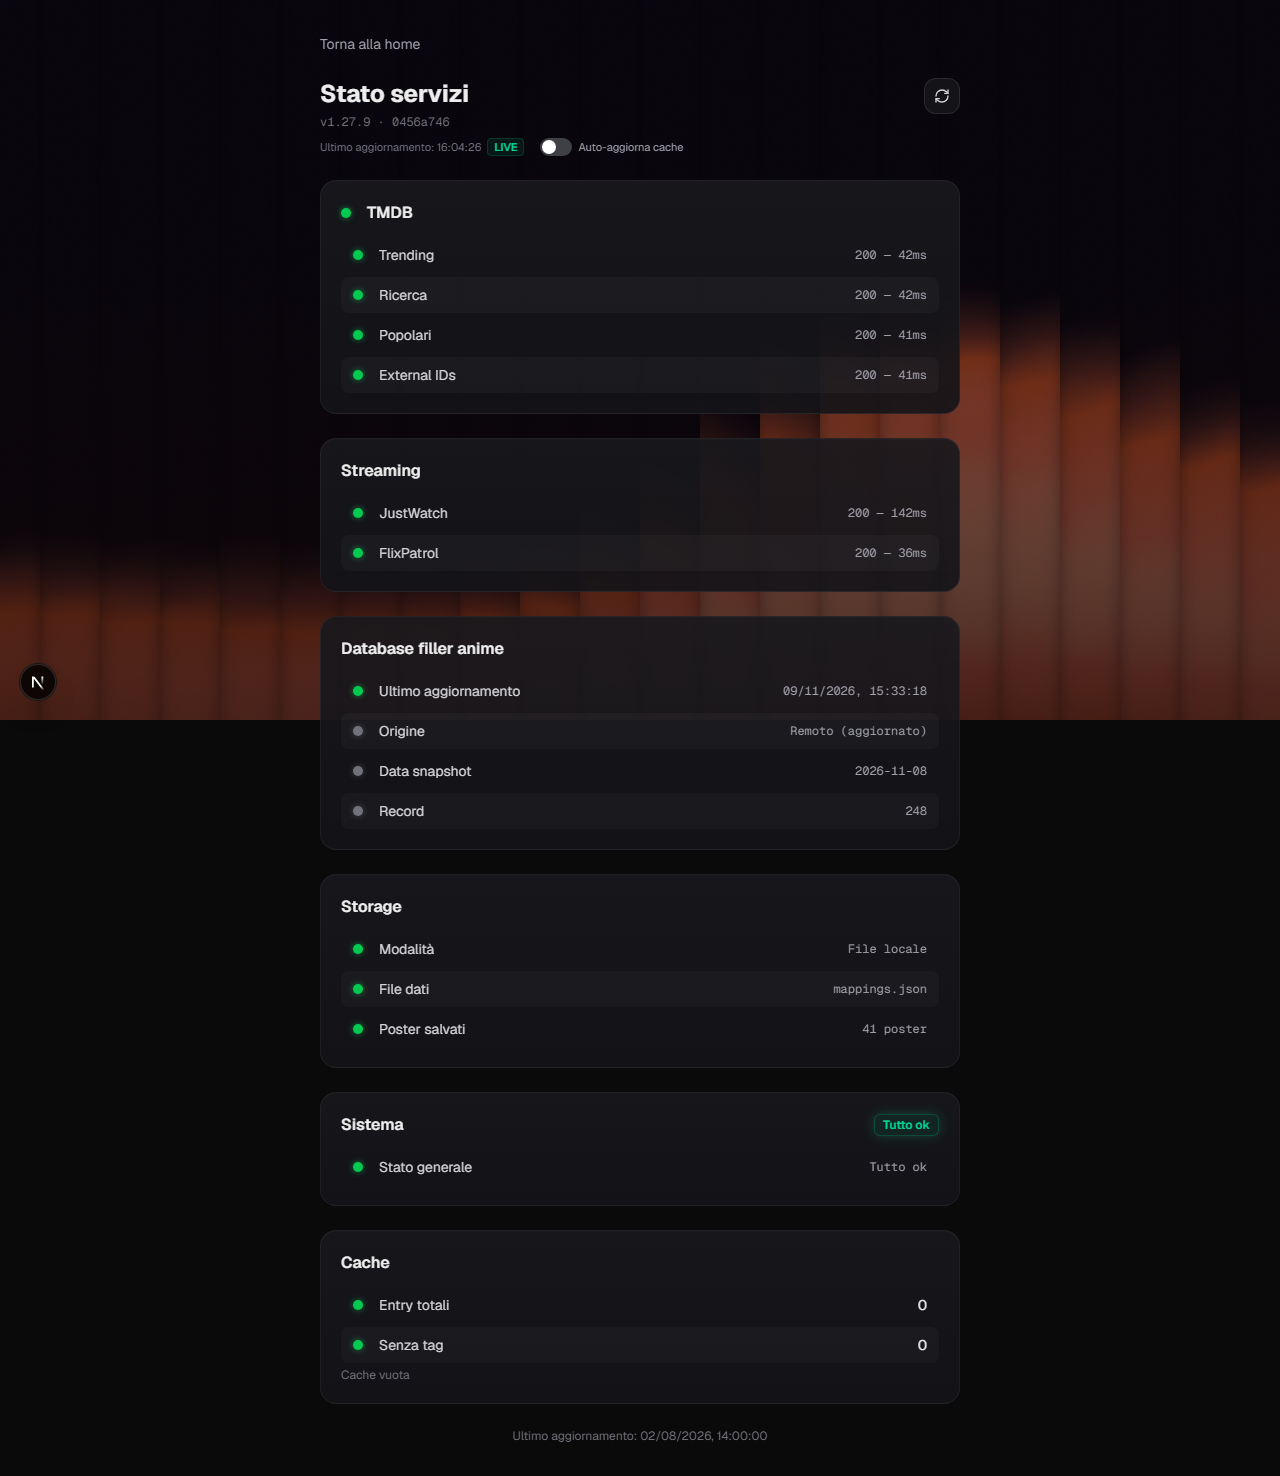 Torna alla home
Stato servizi
v1.27.9 · 0456a746
Ultimo aggiornamento: 16:04:26 LIVE Auto-aggiorna cache
TMDB
Trending 200 — 42ms
Ricerca 200 — 42ms
Popolari 200 — 41ms
External IDs 200 — 41ms
Streaming
JustWatch 200 — 142ms
FlixPatrol 200 — 36ms
Database filler anime
Ultimo aggiornamento 09/11/2026, 15:33:18
Origine Remoto (aggiornato)
Data snapshot 2026-11-08
Record 248
Storage
Modalità File locale
File dati mappings.json
Poster salvati 41 poster
Sistema Tutto ok
Stato generale Tutto ok
Cache
Entry totali 0
Senza tag 0
Cache vuota
Ultimo aggiornamento: 02/08/2026, 14:00:00
N